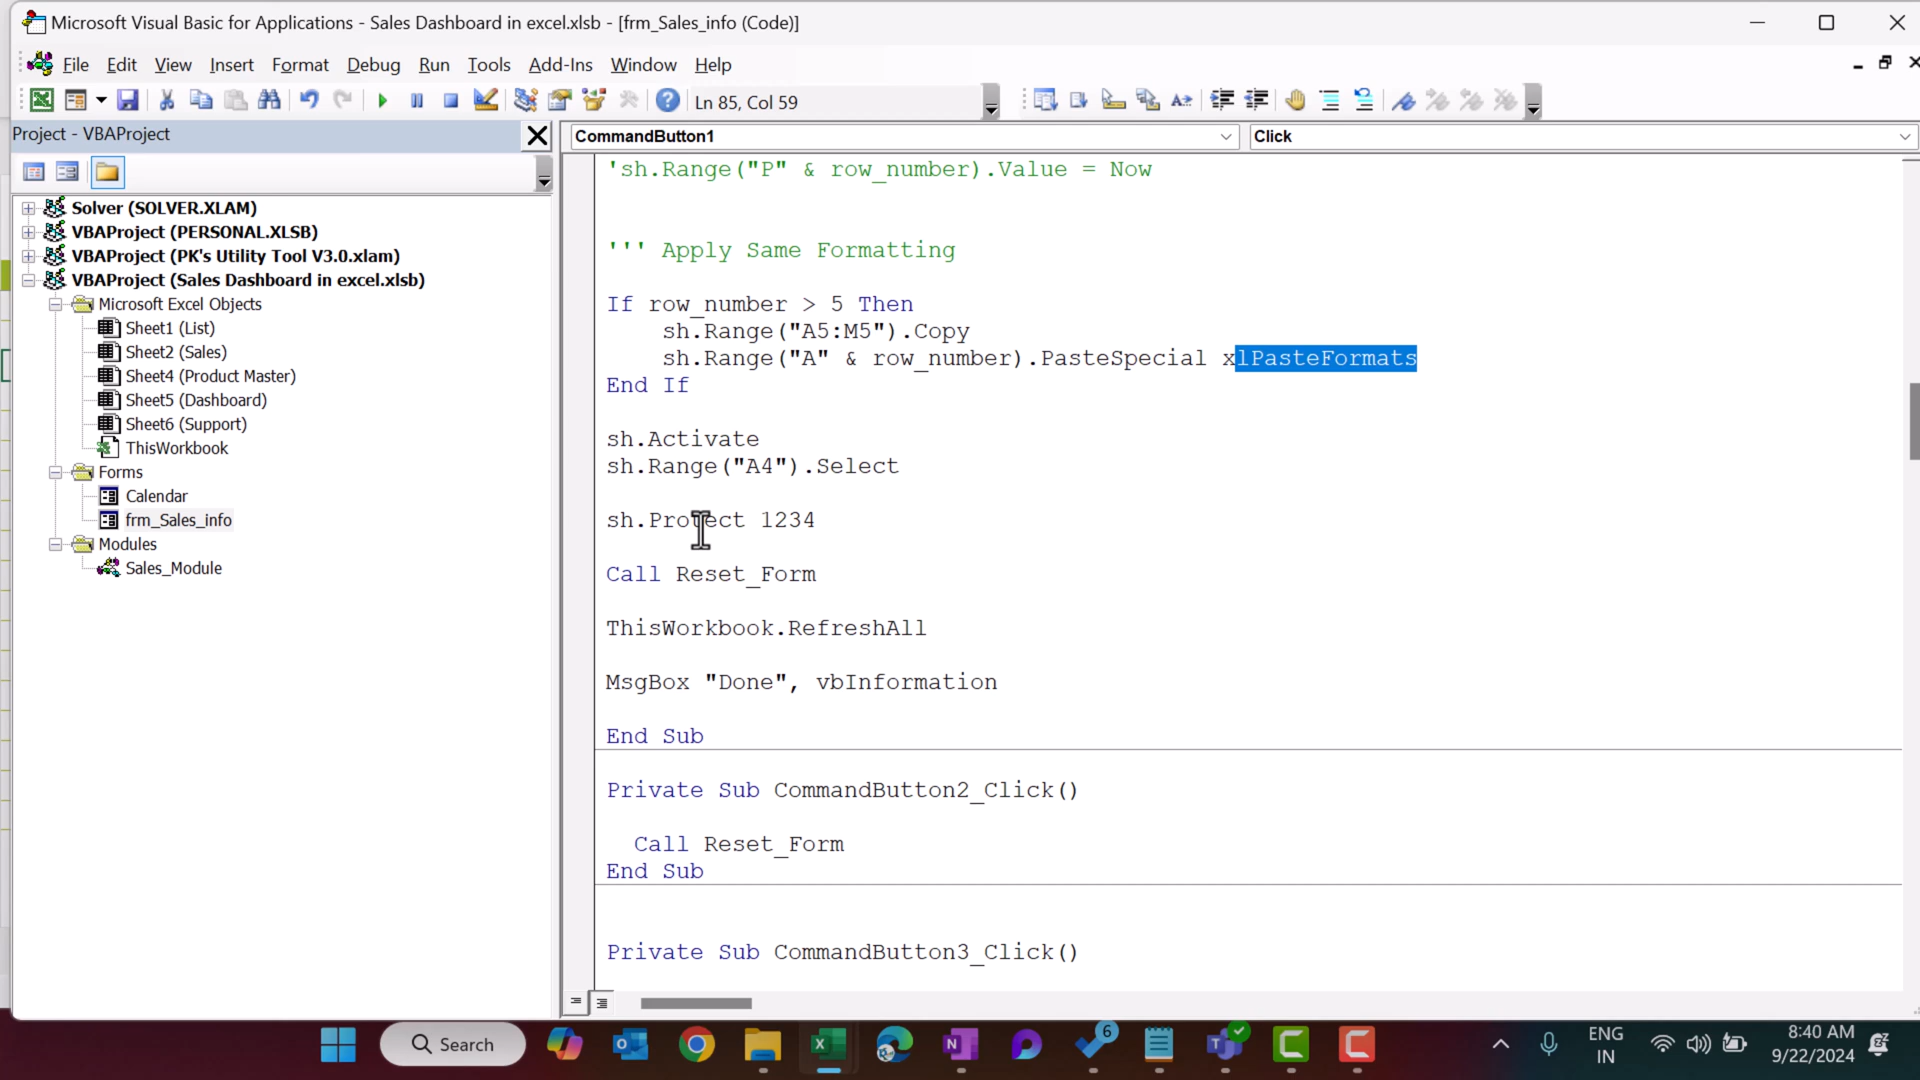 Microsoft Visual Basic for Applications - Sales Dashboard in excel.xlsb - [frm_Sales_info (Code)]
File Edit View Insert Format Debug Run Tools Add-Ins Window Help
Ln 85, Col 59
Project - VBAProject
CommandButton1
Click
Solver (SOLVER.XLAM)
VBAProject (PERSONAL.XLSB)
VBAProject (PK's Utility Tool V3.0.xlam)
VBAProject (Sales Dashboard in excel.xlsb)
Microsoft Excel Objects
Sheet1 (List)
Sheet2 (Sales)
Sheet4 (Product Master)
Sheet5 (Dashboard)
Sheet6 (Support)
ThisWorkbook
Forms
Calendar
frm_Sales_info
Modules
Sales_Module
'sh.Range("P" & row_number).Value = Now
''' Apply Same Formatting
If row_number > 5 Then
sh.Range("A5:M5").Copy
sh.Range("A" & row_number).PasteSpecial xlPasteFormats
End If
sh.Activate
sh.Range("A4").Select
sh.Protect 1234
Call Reset_Form
ThisWorkbook.RefreshAll
MsgBox "Done", vbInformation
End Sub
Private Sub CommandButton2_Click()
Call Reset_Form
End Sub
Private Sub CommandButton3_Click()
Search
6
ENG
IN
8:40 AM
9/22/2024